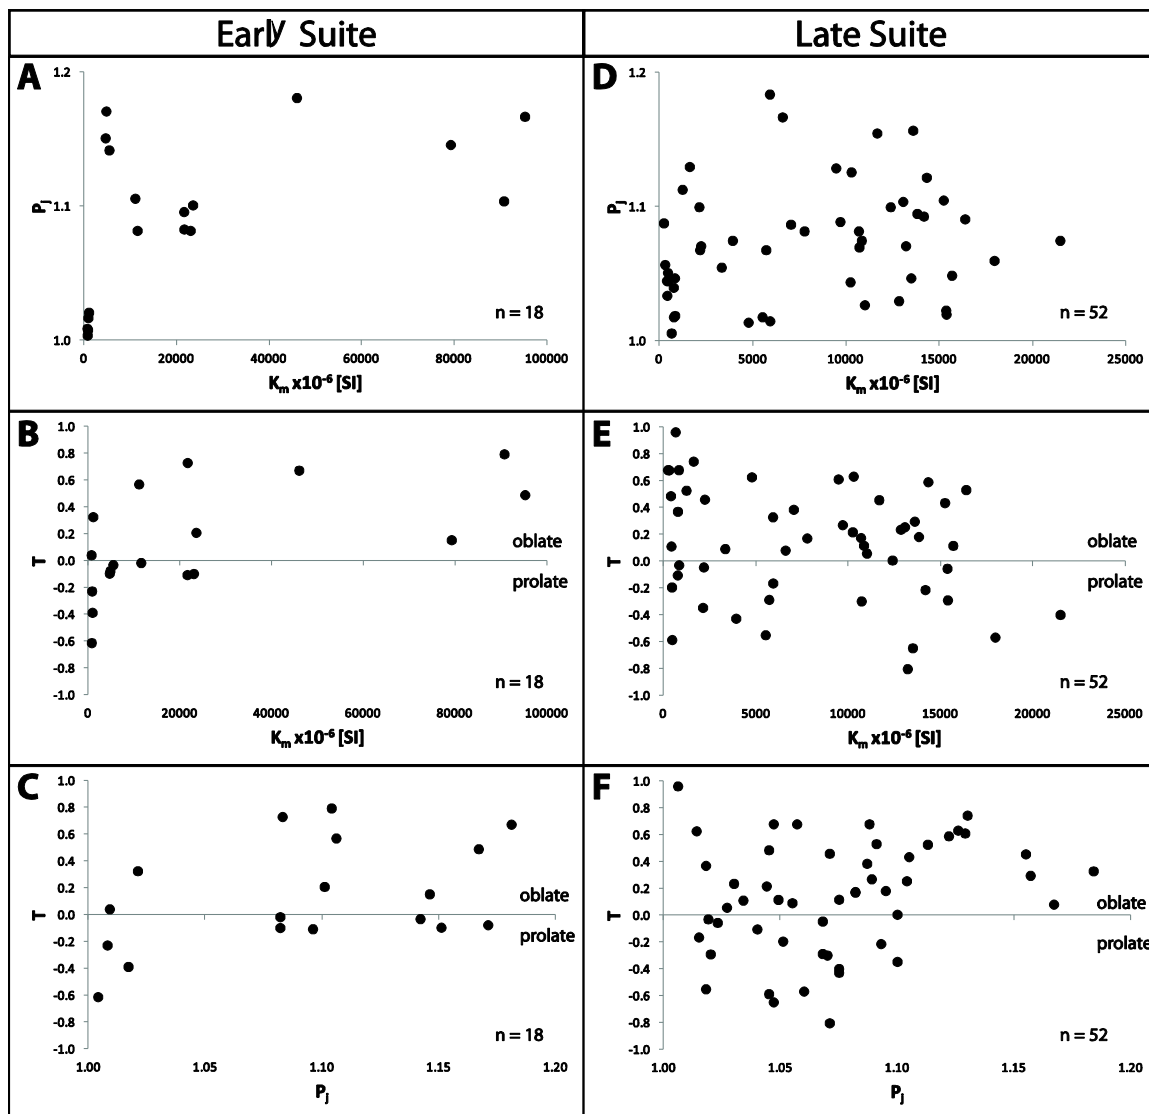 Early Suite
Late Suite
A
1.2
1.1
1.0
Pj
n = 18
0 20000 40000 60000 80000 100000
Km x10-6 [SI]
D
1.2
1.1
1.0
Pj
n = 52
0 5000 10000 15000 20000 25000
Km x10-6 [SI]
B
1.0
0.8
0.6
0.4
0.2
0.0
-0.2
-0.4
-0.6
-0.8
-1.0
T
oblate
prolate
n = 18
0 20000 40000 60000 80000 100000
Km x10-6 [SI]
E
1.0
0.8
0.6
0.4
0.2
0.0
-0.2
-0.4
-0.6
-0.8
-1.0
T
oblate
prolate
n = 52
0 5000 10000 15000 20000 25000
Km x10-6 [SI]
C
1.0
0.8
0.6
0.4
0.2
0.0
-0.2
-0.4
-0.6
-0.8
-1.0
T
oblate
prolate
n = 18
1.00 1.05 1.10 1.15 1.20
Pj
F
1.0
0.8
0.6
0.4
0.2
0.0
-0.2
-0.4
-0.6
-0.8
-1.0
T
oblate
prolate
n = 52
1.00 1.05 1.10 1.15 1.20
Pj